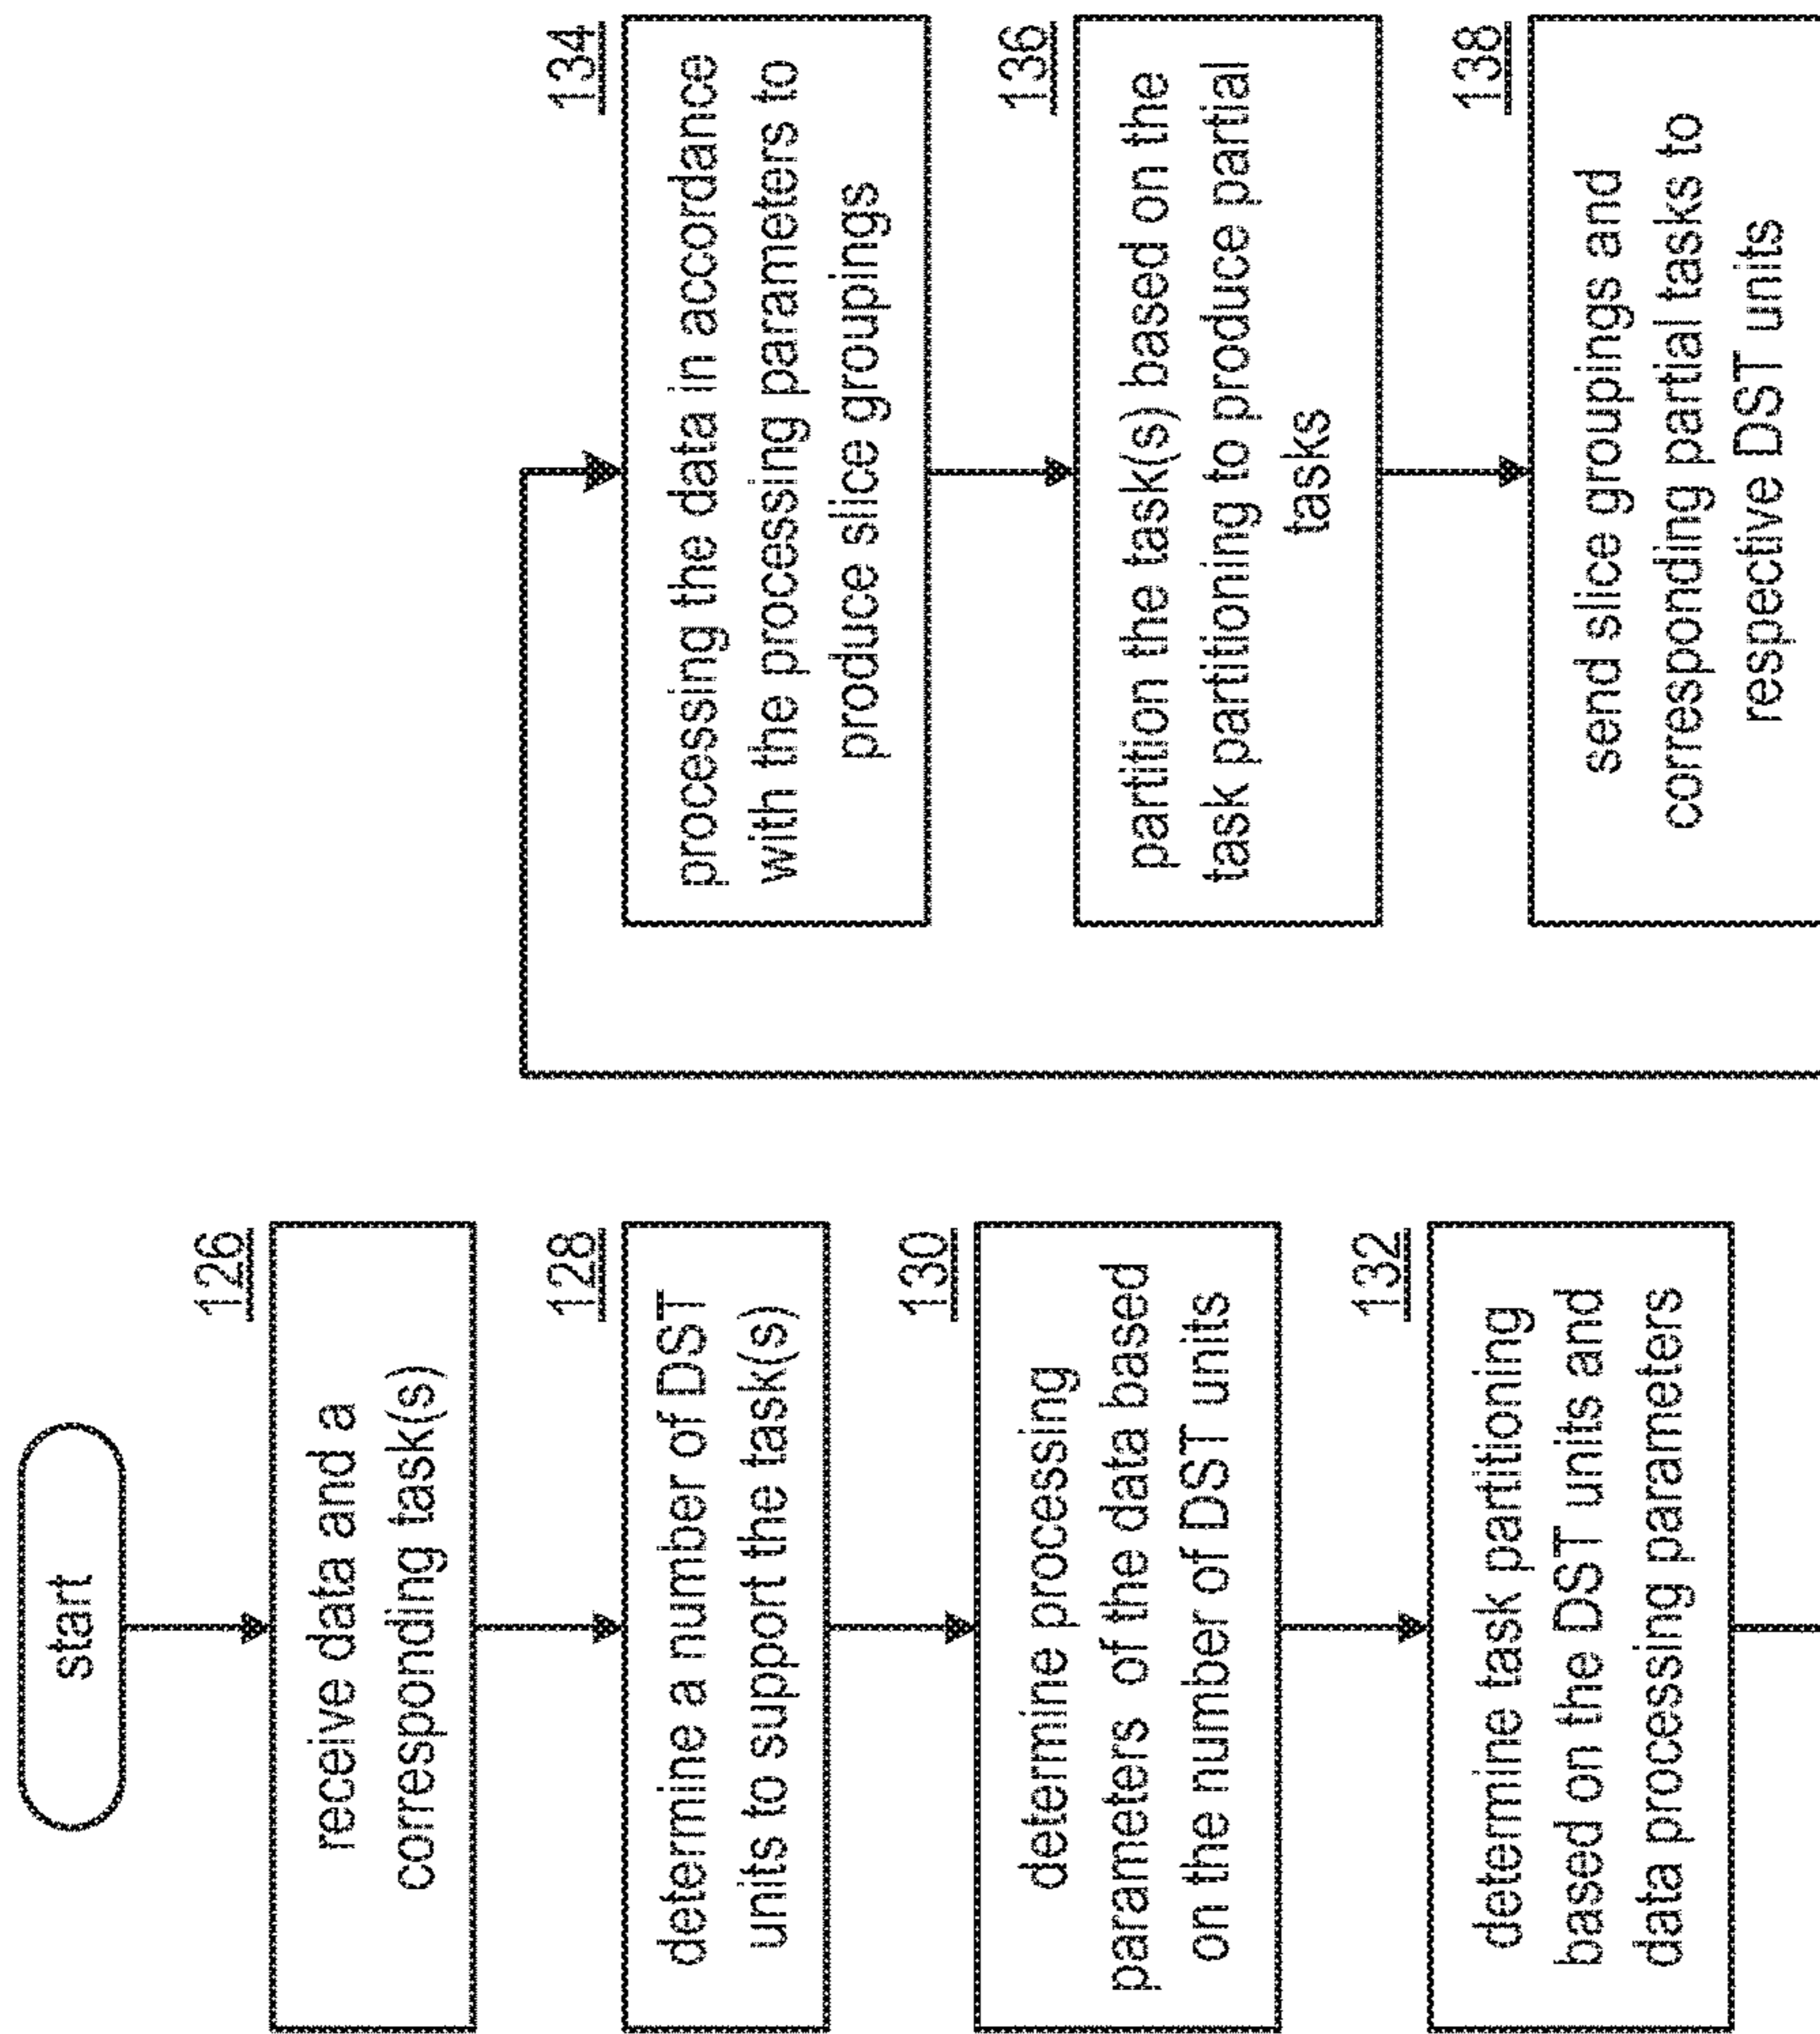 start
126
receive data and a
corresponding task(s)
128
determine a number of DST
units to support the task(s)
130
determine processing
parameters of the data based
on the number of DST units
132
determine task partitioning
based on the DST units and
data processing parameters
134
processing the data in accordance
with the processing parameters to
produce slice groupings
136
partition the task(s) based on the
task partitioning to produce partial
tasks
138
send slice groupings and
corresponding partial tasks to
respective DST units